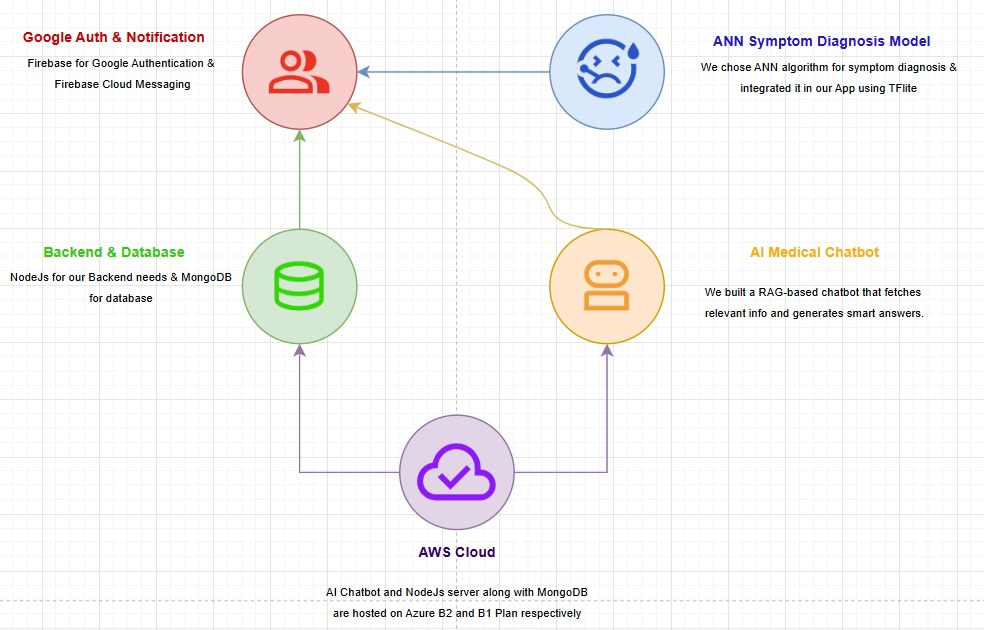 Google Auth & Notification
Firebase for Google Authentication &
Firebase Cloud Messaging
ANN Symptom Diagnosis Model
We chose ANN algorithm for symptom diagnosis &
integrated it in our App using TFlite
Backend & Database
NodeJs for our Backend needs & MongoDB
for database
AI Medical Chatbot
We built a RAG-based chatbot that fetches
relevant info and generates smart answers.
AWS Cloud
AI Chatbot and NodeJs server along with MongoDB
are hosted on Azure B2 and B1 Plan respectively